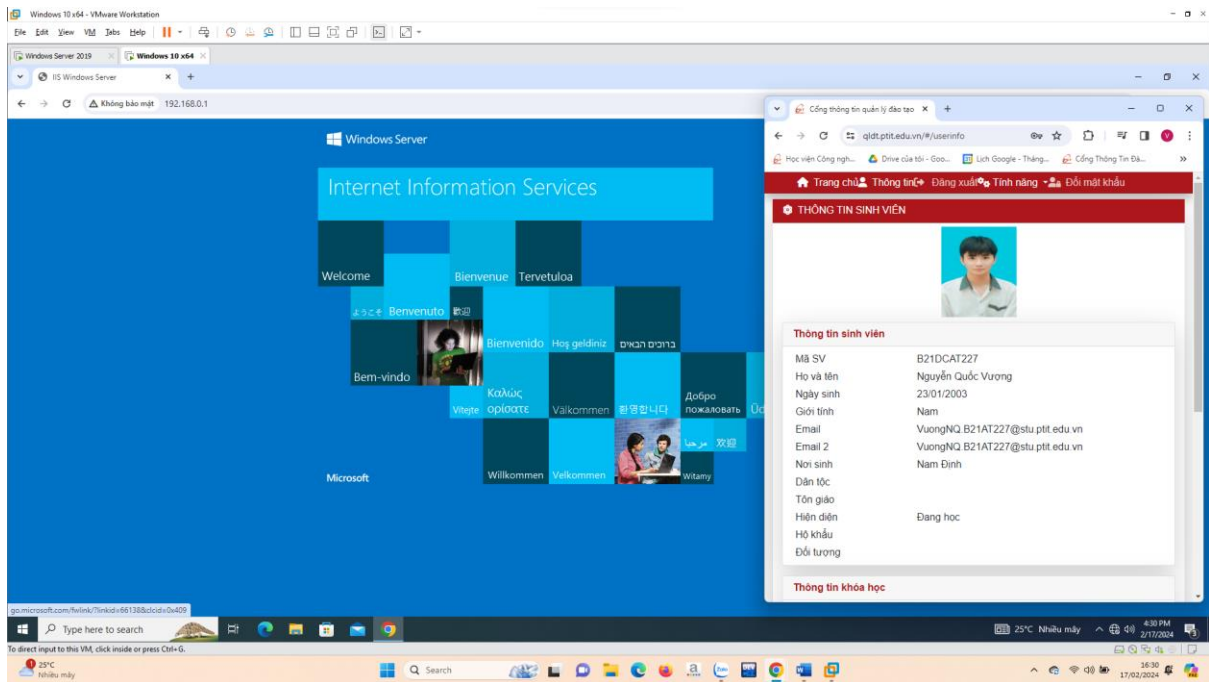 Windows 10 x64 - VMware Workstation
File Edit View VM Tabs Help
Windows Server 2019
Windows 10 x64
IIS Windows Server
Không bảo mật 192.168.0.1
Windows Server
Internet Information Services
Welcome
Bienvenue
Tervetuloa
ようこそ
Benvenuto
歡迎
Bienvenido
Hoş geldiniz
ברוכים הבאים
Bem-vindo
Vítejte
Καλώς
ορίσατε
Välkommen
환영합니다
Добро
пожаловать
Üd
مرحبا
欢迎
Microsoft
Willkommen
Velkommen
Witamy
go.microsoft.com/fwlink/?linkid=66138&clcid=0x409
Cổng thông tin quản lý đào tạo
qldt.ptit.edu.vn/#/userinfo
V
Học viện Công ngh...
Drive của tôi - Goo...
Lịch Google - Tháng...
Cổng Thông Tin Đà...
Trang chủ Thông tin Đăng xuất Tính năng Đổi mật khẩu
THÔNG TIN SINH VIÊN
Thông tin sinh viên
Mã SV B21DCAT227
Họ và tên Nguyễn Quốc Vượng
Ngày sinh 23/01/2003
Giới tính Nam
Email VuongNQ.B21AT227@stu.ptit.edu.vn
Email 2 VuongNQ.B21AT227@stu.ptit.edu.vn
Nơi sinh Nam Định
Dân tộc
Tôn giáo
Hiện diện Đang học
Hộ khẩu
Đối tượng
Thông tin khóa học
Type here to search
25°C Nhiều mây
4:30 PM
2/17/2024
To direct input to this VM, click inside or press Ctrl+G.
25°C
Nhiều mây
Search
16:30
17/02/2024